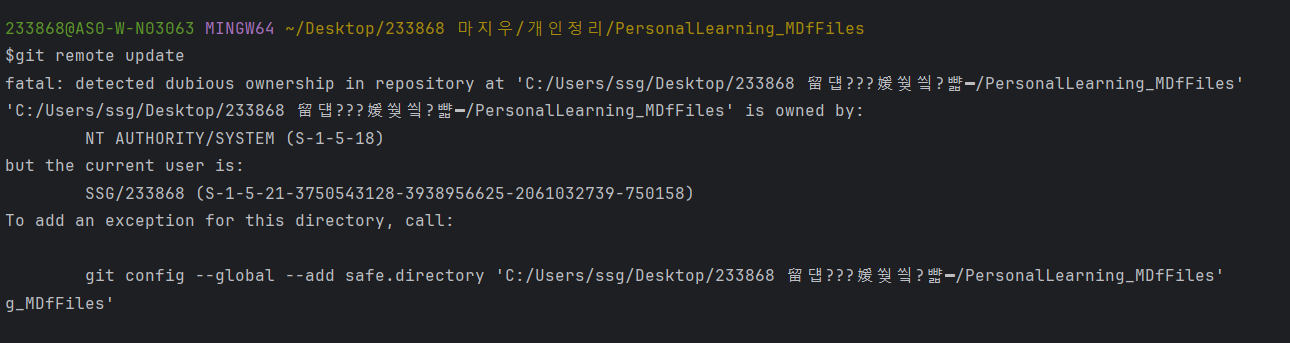 233868@AS0-W-N03063 MINGW64 ~/Desktop/233868 마지우/개인정리/PersonalLearning_MDfFiles
$git remote update
fatal: detected dubious ownership in repository at 'C:/Users/ssg/Desktop/233868 留덉???媛쒖씤?뺣━/PersonalLearning_MDfFiles'
'C:/Users/ssg/Desktop/233868 留덉???媛쒖씤?뺣━/PersonalLearning_MDfFiles' is owned by:
NT AUTHORITY/SYSTEM (S-1-5-18)
but the current user is:
SSG/233868 (S-1-5-21-3750543128-3938956625-2061032739-750158)
To add an exception for this directory, call:
git config --global --add safe.directory 'C:/Users/ssg/Desktop/233868 留덉???媛쒖씤?뺣━/PersonalLearning_MDfFiles'
g_MDfFiles'